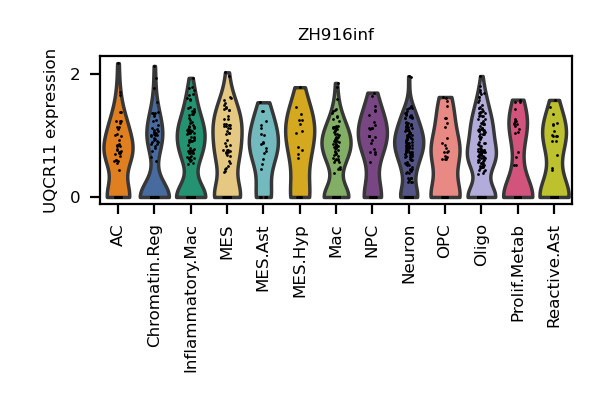 ZH916inf
UQCR11 expression
2
0
AC
Chromatin.Reg
Inflammatory.Mac
MES
MES.Ast
MES.Hyp
Mac
NPC
Neuron
OPC
Oligo
Prolif.Metab
Reactive.Ast